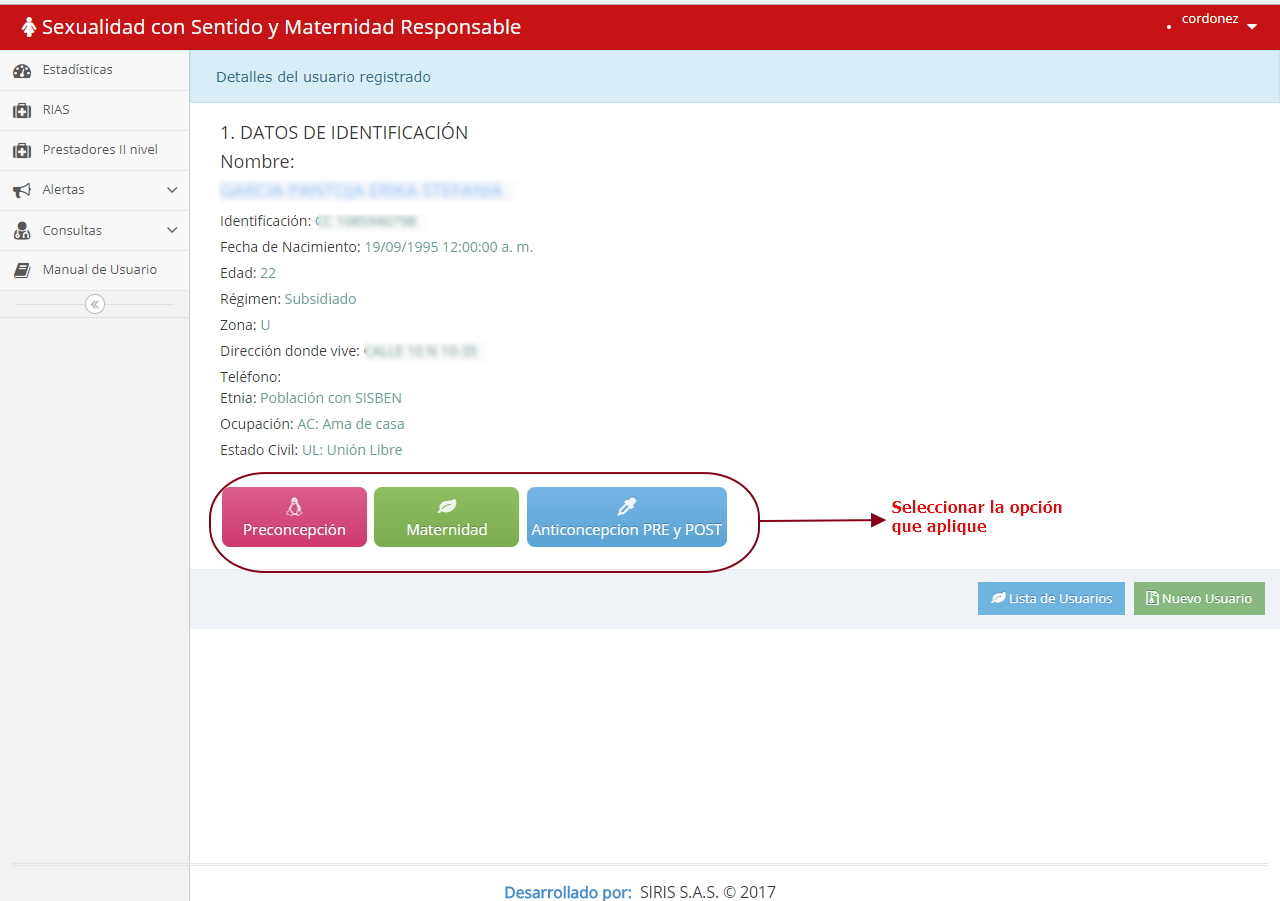 Sexualidad con Sentido y Maternidad Responsable
cordonez
Estadísticas
RIAS
Prestadores II nivel
Alertas
Consultas
Manual de Usuario
Detalles del usuario registrado
1. DATOS DE IDENTIFICACIÓN
Nombre:
Identificación:
Fecha de Nacimiento: 19/09/1995 12:00:00 a. m.
Edad: 22
Régimen: Subsidiado
Zona: U
Dirección donde vive:
Teléfono:
Etnia: Población con SISBEN
Ocupación: AC: Ama de casa
Estado Civil: UL: Unión Libre
Preconcepción
Maternidad
Anticoncepcion PRE y POST
Seleccionar la opción
que aplique
Lista de Usuarios
Nuevo Usuario
Desarrollado por: SIRIS S.A.S. © 2017